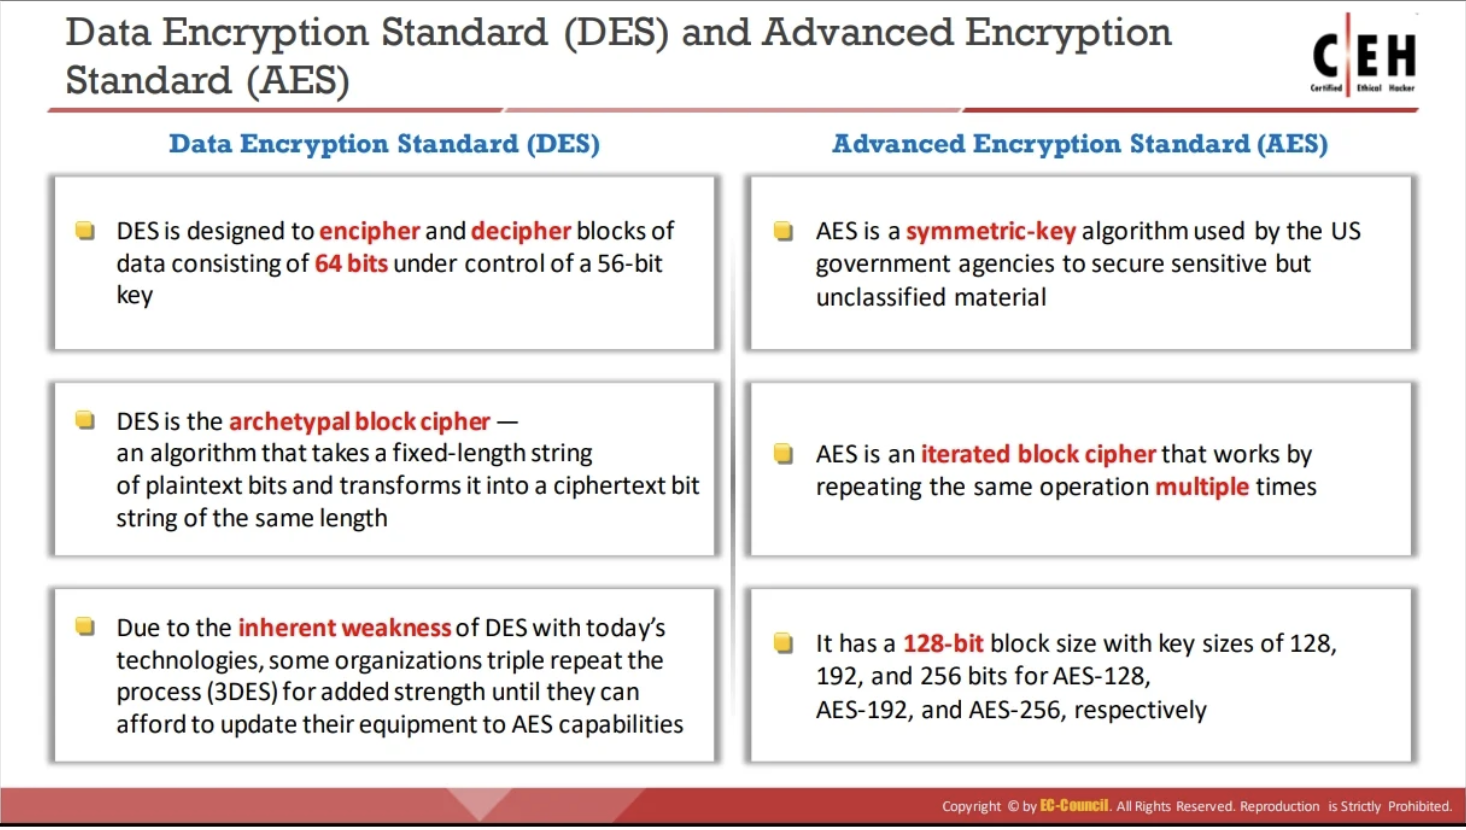 Data Encryption Standard (DES) and Advanced Encryption
Standard (AES)
C|EH
Certified Ethical Hacker
Data Encryption Standard (DES)
DES is designed to encipher and decipher blocks of
data consisting of 64 bits under control of a 56-bit
key
DES is the archetypal block cipher —
an algorithm that takes a fixed-length string
of plaintext bits and transforms it into a ciphertext bit
string of the same length
Due to the inherent weakness of DES with today’s
technologies, some organizations triple repeat the
process (3DES) for added strength until they can
afford to update their equipment to AES capabilities
Advanced Encryption Standard (AES)
AES is a symmetric-key algorithm used by the US
government agencies to secure sensitive but
unclassified material
AES is an iterated block cipher that works by
repeating the same operation multiple times
It has a 128-bit block size with key sizes of 128,
192, and 256 bits for AES-128,
AES-192, and AES-256, respectively
Copyright © by EC-Council. All Rights Reserved. Reproduction is Strictly Prohibited.